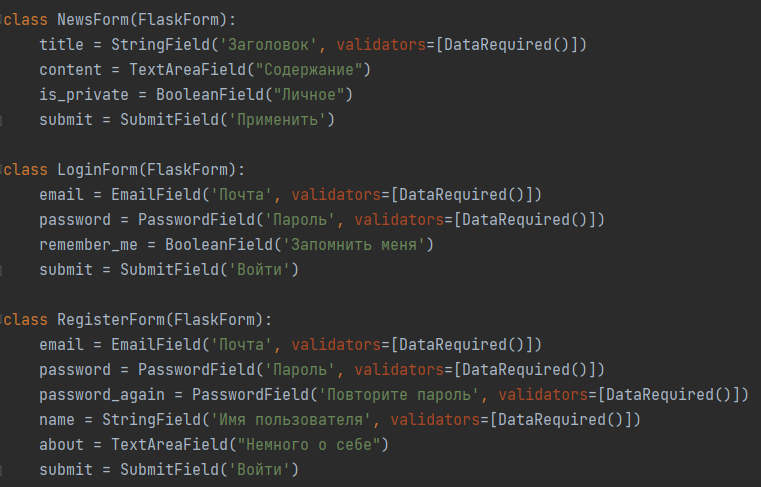 class NewsForm(FlaskForm):
    title = StringField('Заголовок', validators=[DataRequired()])
    content = TextAreaField("Содержание")
    is_private = BooleanField("Личное")
    submit = SubmitField('Применить')

class LoginForm(FlaskForm):
    email = EmailField('Почта', validators=[DataRequired()])
    password = PasswordField('Пароль', validators=[DataRequired()])
    remember_me = BooleanField('Запомнить меня')
    submit = SubmitField('Войти')

class RegisterForm(FlaskForm):
    email = EmailField('Почта', validators=[DataRequired()])
    password = PasswordField('Пароль', validators=[DataRequired()])
    password_again = PasswordField('Повторите пароль', validators=[DataRequired()])
    name = StringField('Имя пользователя', validators=[DataRequired()])
    about = TextAreaField("Немного о себе")
    submit = SubmitField('Войти')